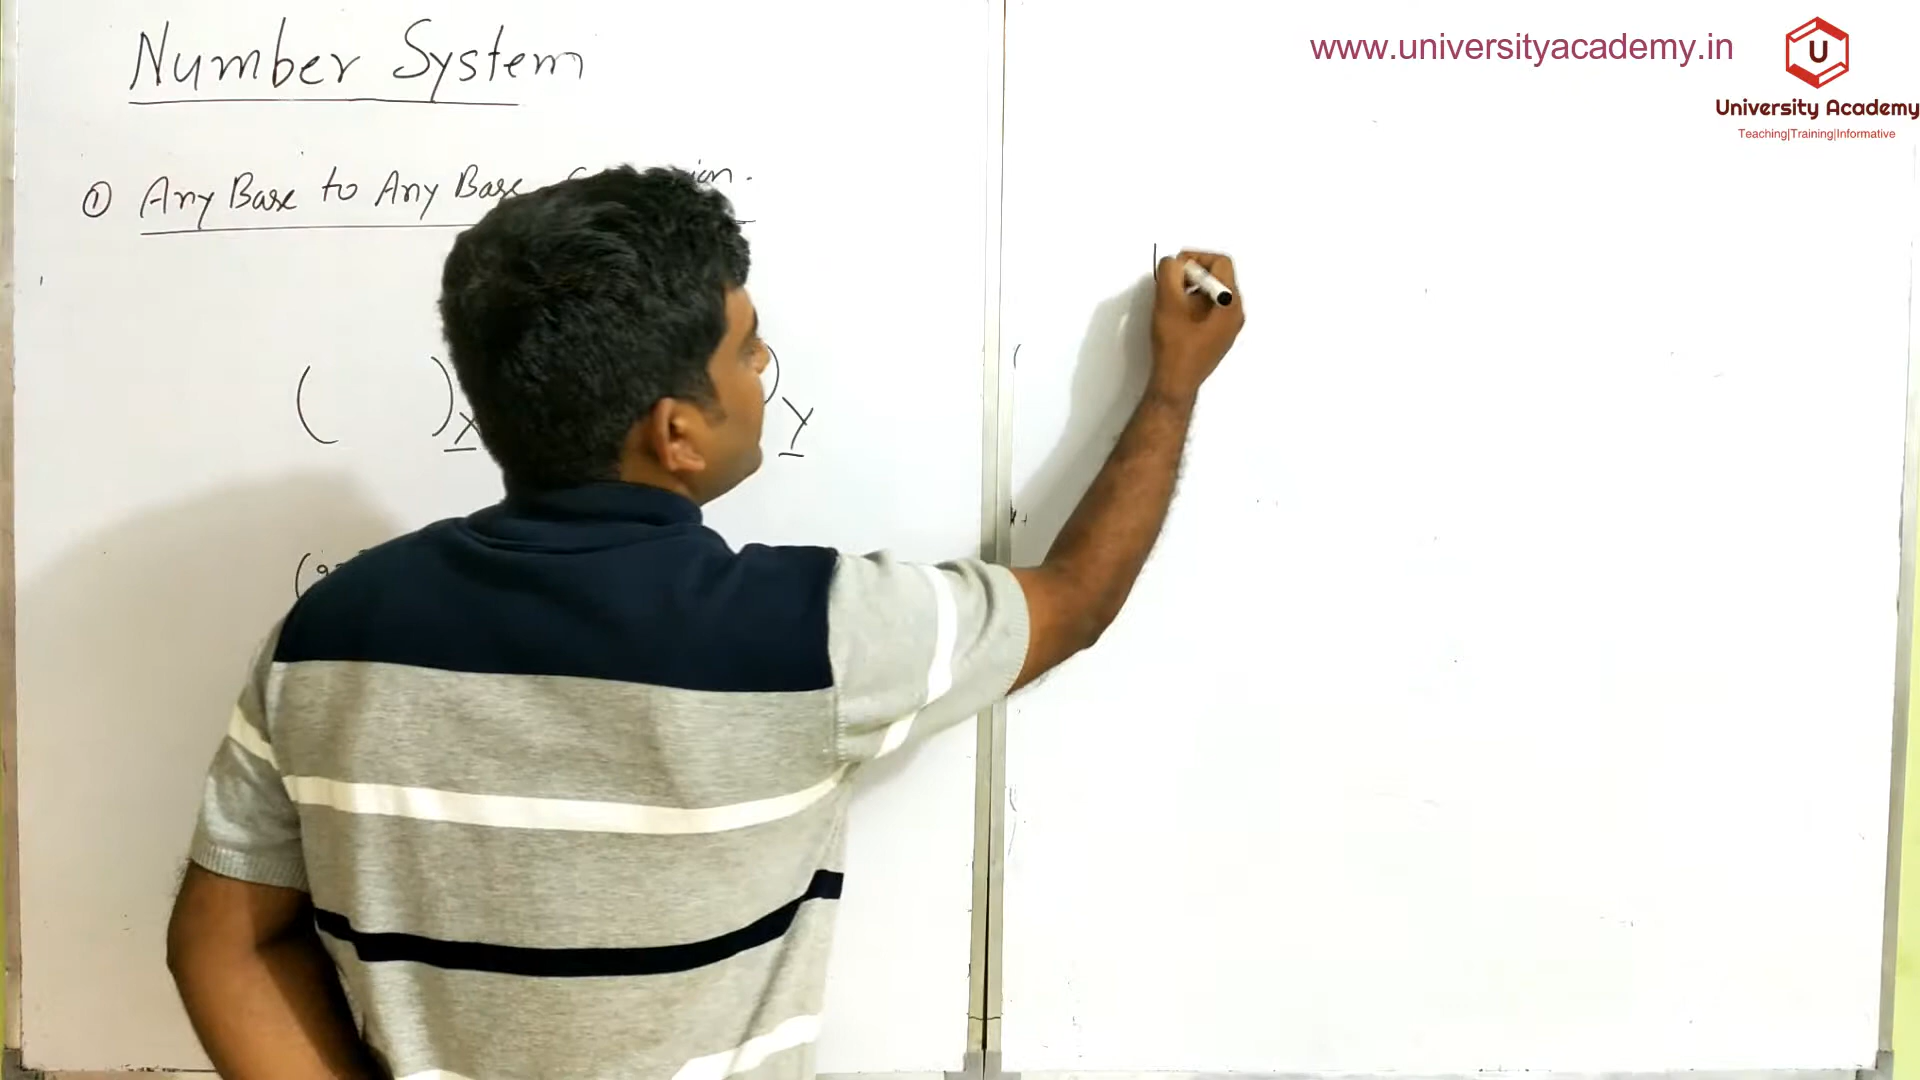 Number System
www.universityacademy.in
U
University Academy
Teaching|Training|Informative
① Any Base to Any Base
( )X )Y
(